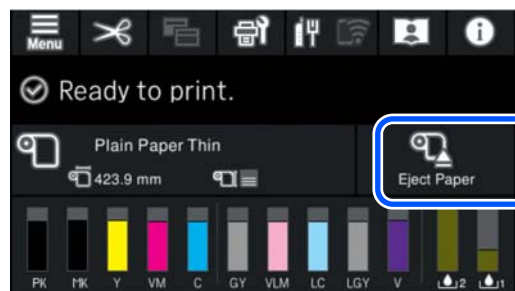 Menu
Ready to print.
Plain Paper Thin
423.9 mm
Eject Paper
PK MK Y VM C GY VLM LC LGY V 2 1